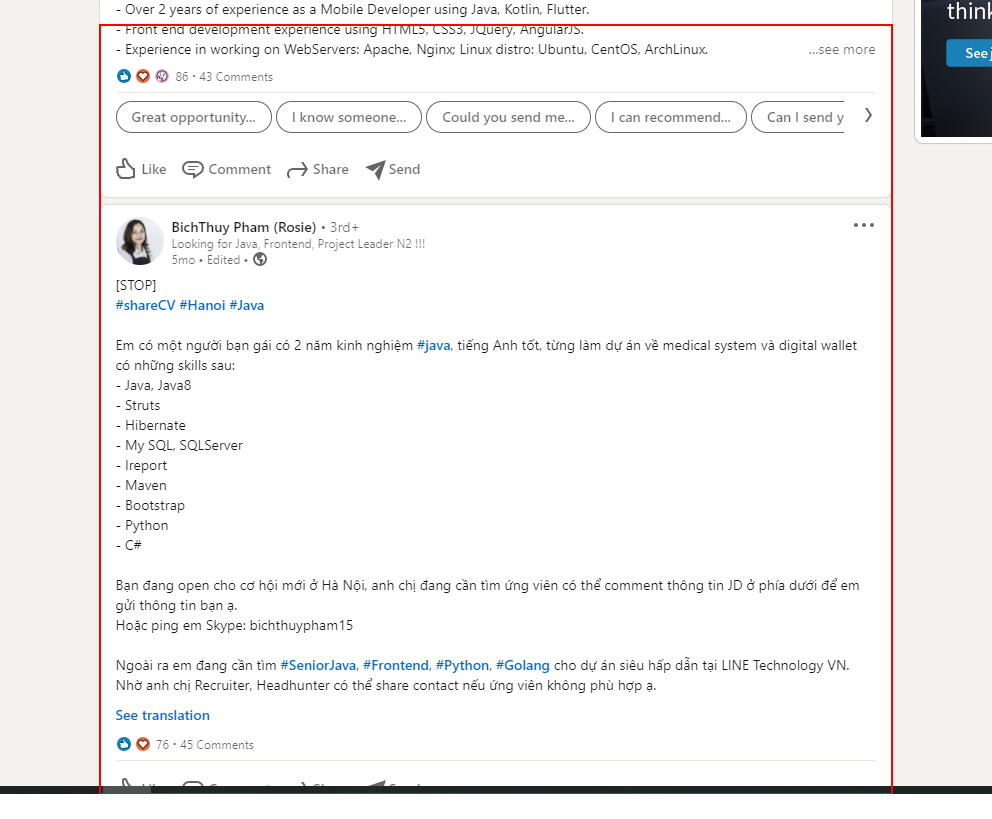 - Over 2 years of experience as a Mobile Developer using Java, Kotlin, Flutter.
- Front end development experience using HTML5, CSS3, JQuery, AngularJS.
- Experience in working on WebServers: Apache, Nginx; Linux distro: Ubuntu, CentOS, ArchLinux. ...see more
86 • 43 Comments
Great opportunity... I know someone... Could you send me... I can recommend... Can I send y
Like Comment Share Send
BichThuy Pham (Rosie) • 3rd+
Looking for Java, Frontend, Project Leader N2 !!!
5mo • Edited •
[STOP]
#shareCV #Hanoi #Java
Em có một người bạn gái có 2 năm kinh nghiệm #java, tiếng Anh tốt, từng làm dự án về medical system và digital wallet
có những skills sau:
- Java, Java8
- Struts
- Hibernate
- My SQL, SQLServer
- Ireport
- Maven
- Bootstrap
- Python
- C#
Bạn đang open cho cơ hội mới ở Hà Nội, anh chị đang cần tìm ứng viên có thể comment thông tin JD ở phía dưới để em
gửi thông tin bạn ạ.
Hoặc ping em Skype: bichthuypham15
Ngoài ra em đang cần tìm #SeniorJava, #Frontend, #Python, #Golang cho dự án siêu hấp dẫn tại LINE Technology VN.
Nhờ anh chị Recruiter, Headhunter có thể share contact nếu ứng viên không phù hợp ạ.
See translation
76 • 45 Comments
think
See j